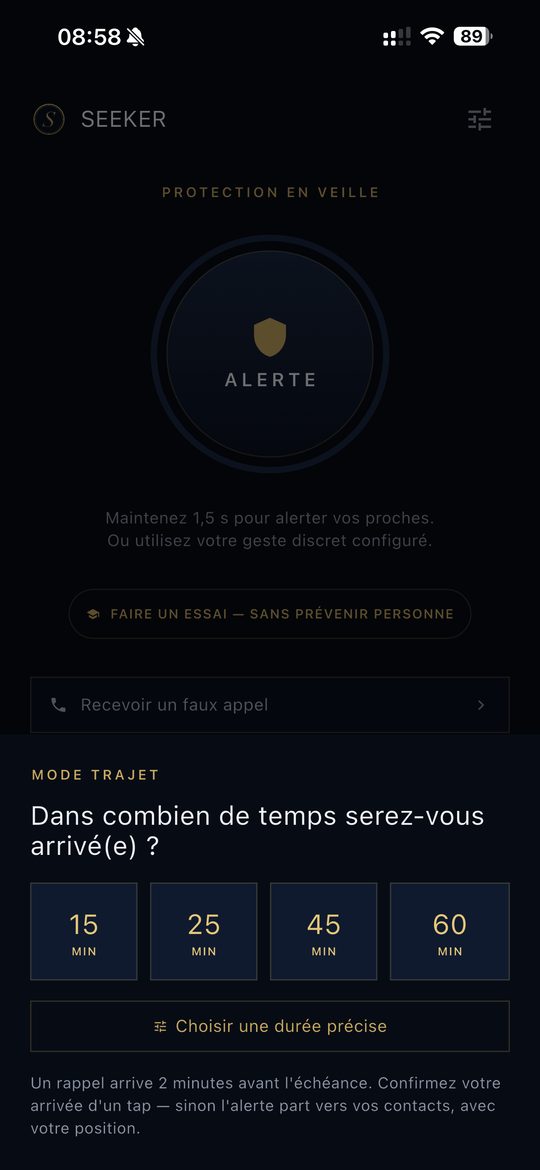 08:58
89
S SEEKER
PROTECTION EN VEILLE
ALERTE
Maintenez 1,5 s pour alerter vos proches.
Ou utilisez votre geste discret configuré.
FAIRE UN ESSAI — SANS PRÉVENIR PERSONNE
Recevoir un faux appel
MODE TRAJET
Dans combien de temps serez-vous
arrivé(e) ?
15 25 45 60
MIN MIN MIN MIN
Choisir une durée précise
Un rappel arrive 2 minutes avant l'échéance. Confirmez votre
arrivée d'un tap — sinon l'alerte part vers vos contacts, avec
votre position.